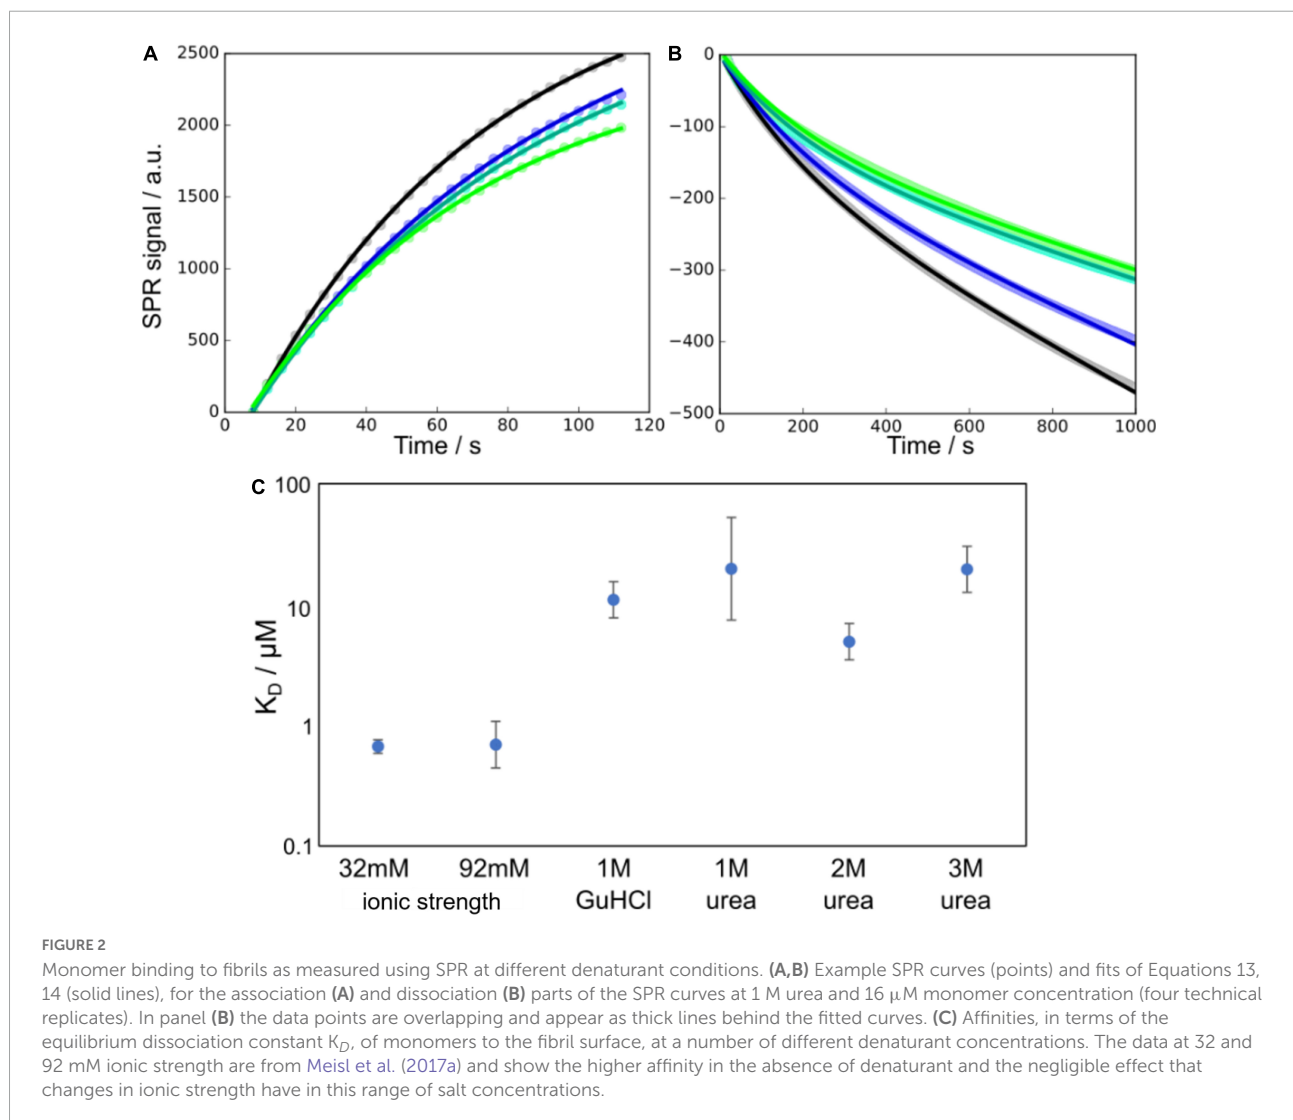 A
2500
2000
1500
1000
500
0
SPR signal / a.u.
0 20 40 60 80 100 120
Time / s
B
0
−100
−200
−300
−400
−500
0 200 400 600 800 1000
Time / s
C
100
10
1
0.1
K_D / µM
32mM 92mM 1M 1M 2M 3M
ionic strength GuHCl urea urea urea
FIGURE 2
Monomer binding to fibrils as measured using SPR at different denaturant conditions. (A,B) Example SPR curves (points) and fits of Equations 13,
14 (solid lines), for the association (A) and dissociation (B) parts of the SPR curves at 1 M urea and 16 μM monomer concentration (four technical
replicates). In panel (B) the data points are overlapping and appear as thick lines behind the fitted curves. (C) Affinities, in terms of the
equilibrium dissociation constant K_D, of monomers to the fibril surface, at a number of different denaturant concentrations. The data at 32 and
92 mM ionic strength are from Meisl et al. (2017a) and show the higher affinity in the absence of denaturant and the negligible effect that
changes in ionic strength have in this range of salt concentrations.